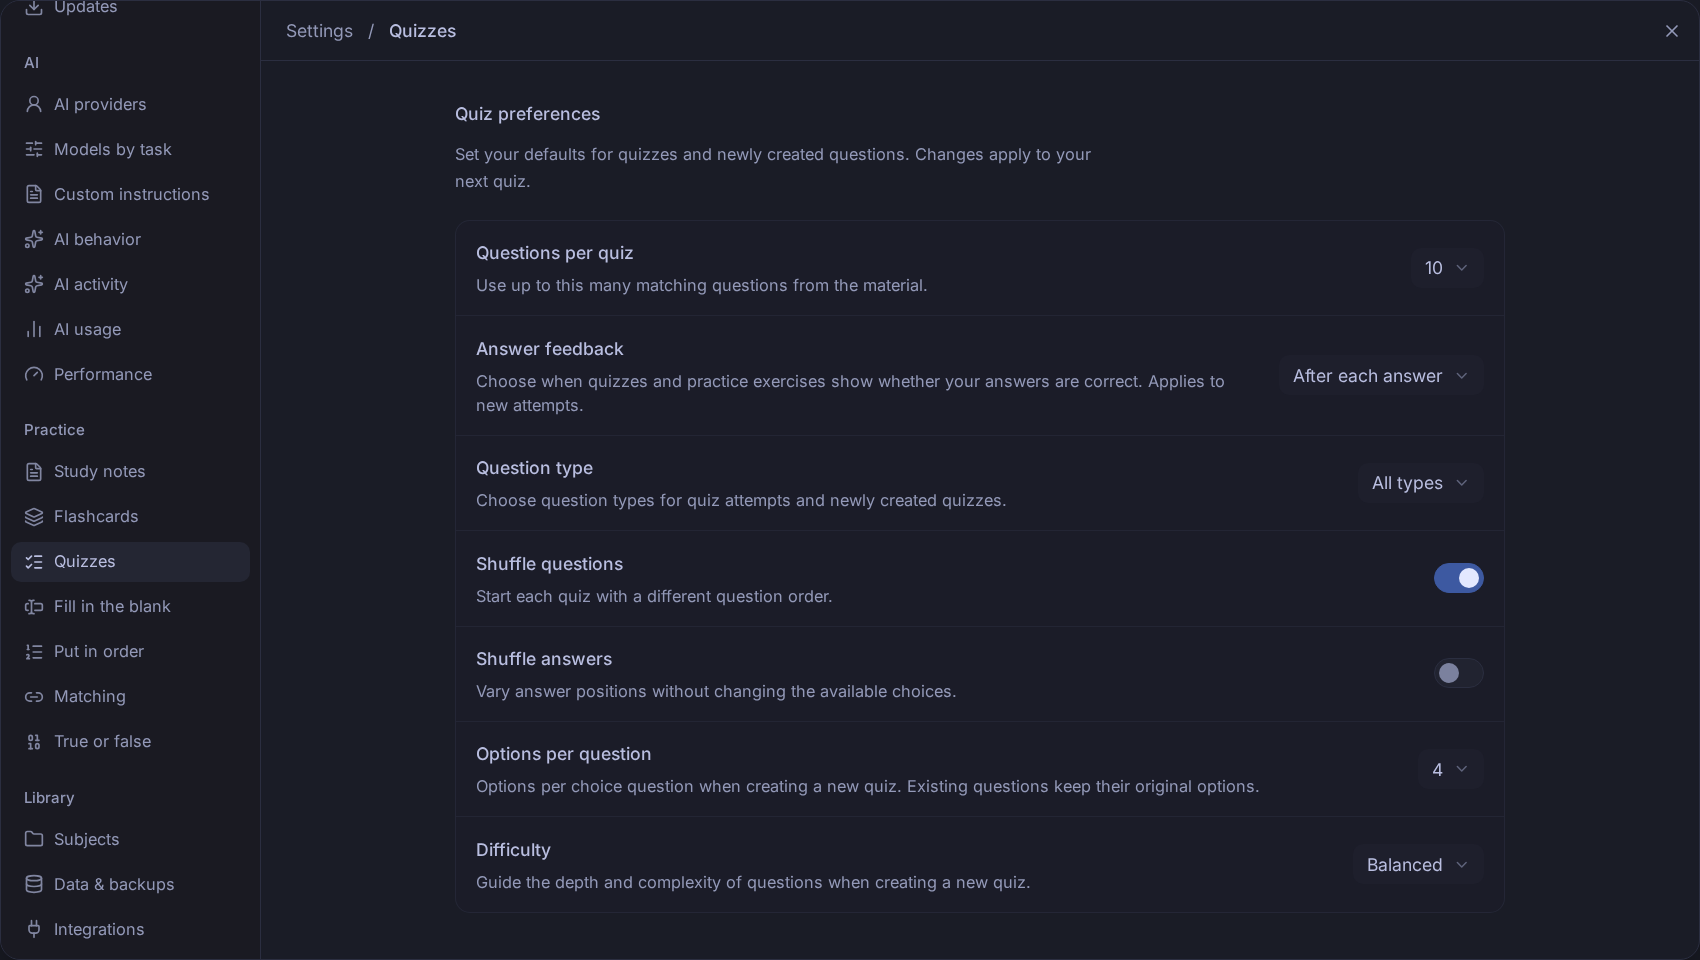 Updates
AI
AI providers
Models by task
Custom instructions
AI behavior
AI activity
AI usage
Performance
Practice
Study notes
Flashcards
Quizzes
Fill in the blank
Put in order
Matching
True or false
Library
Subjects
Data & backups
Integrations
Settings / Quizzes
Quiz preferences
Set your defaults for quizzes and newly created questions. Changes apply to your
next quiz.
Questions per quiz
Use up to this many matching questions from the material.
10
Answer feedback
Choose when quizzes and practice exercises show whether your answers are correct. Applies to
new attempts.
After each answer
Question type
Choose question types for quiz attempts and newly created quizzes.
All types
Shuffle questions
Start each quiz with a different question order.
Shuffle answers
Vary answer positions without changing the available choices.
Options per question
Options per choice question when creating a new quiz. Existing questions keep their original options.
4
Difficulty
Guide the depth and complexity of questions when creating a new quiz.
Balanced